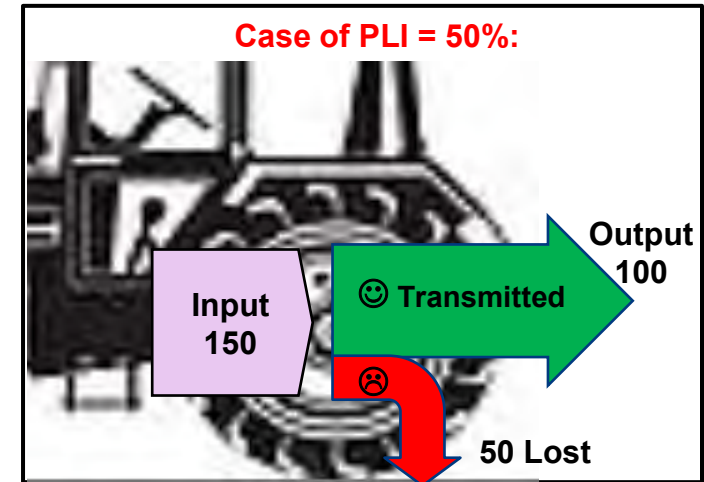 Case of PLI = 50%:
Output
100
☺ Transmitted
Input
150
☹
50 Lost